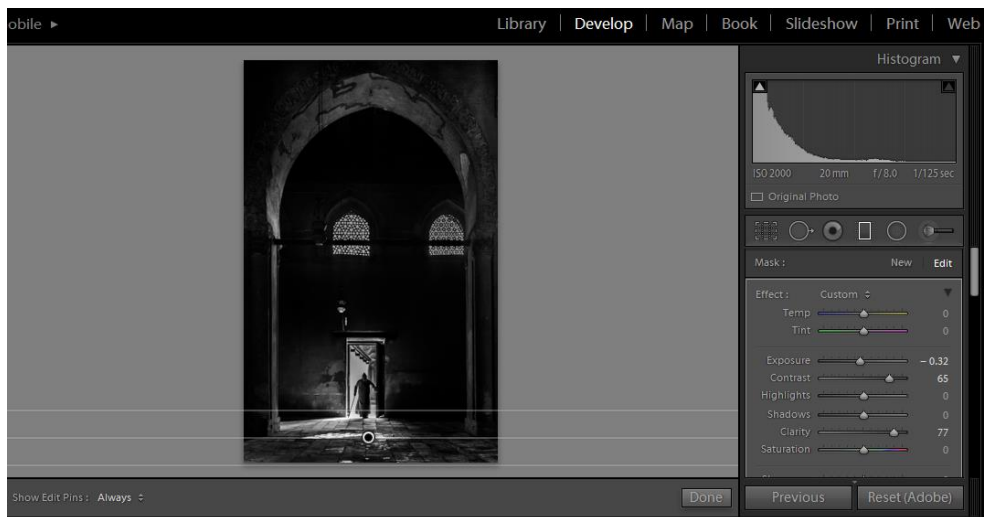 obile ▸ Library | Develop | Map | Book | Slideshow | Print | Web
Histogram ▼
ISO 2000 20 mm f/8.0 1/125 sec
Original Photo
Mask : New Edit
Effect : Custom
Temp 0
Tint 0
Exposure – 0.32
Contrast 65
Highlights 0
Shadows 0
Clarity 77
Saturation 0
Show Edit Pins : Always Done Previous Reset (Adobe)